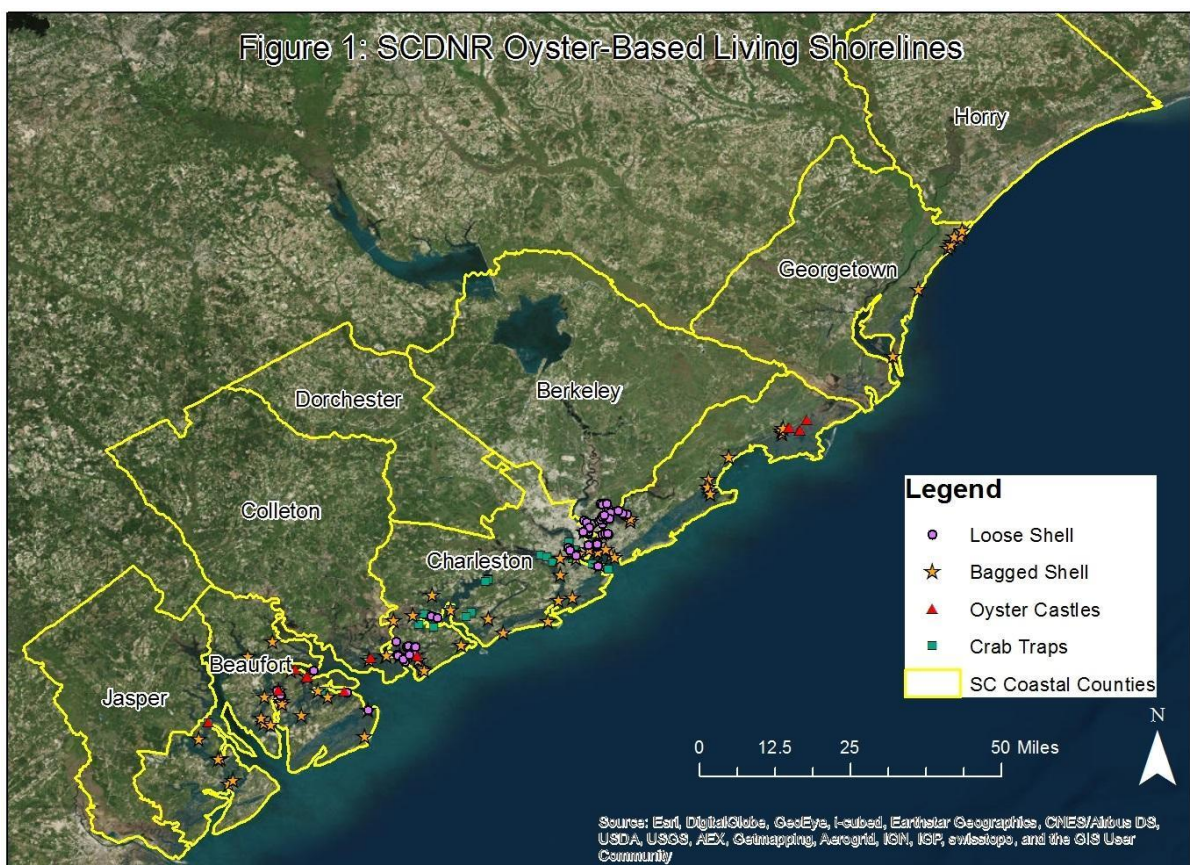 Figure 1: SCDNR Oyster-Based Living Shorelines
Horry
Georgetown
Berkeley
Dorchester
Colleton
Charleston
Beaufort
Jasper
Legend
Loose Shell
Bagged Shell
Oyster Castles
Crab Traps
SC Coastal Counties
N
0 12.5 25 50 Miles
Source: Esri, DigitalGlobe, GeoEye, i-cubed, Earthstar Geographics, CNES/Airbus DS,
USDA, USGS, AEX, Getmapping, Aerogrid, IGN, IGP, swisstopo, and the GIS User
Community